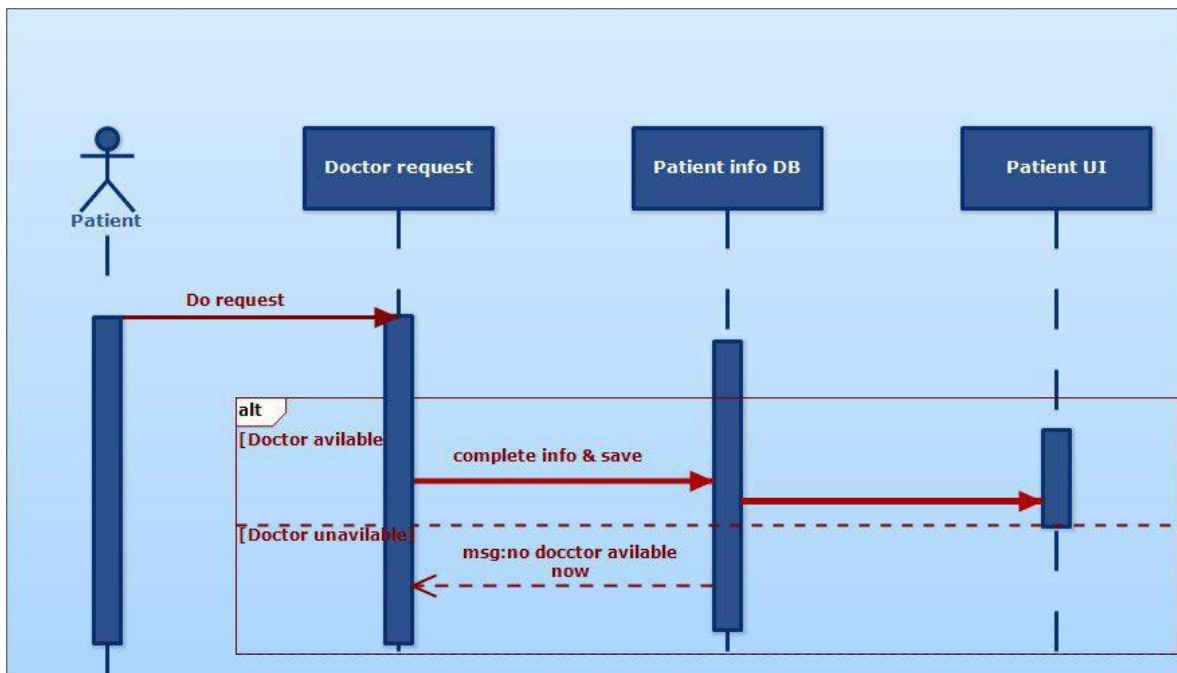 Doctor request
Patient info DB
Patient UI
Patient
Do request
alt
[Doctor avilable
complete info & save
[Doctor unavilable]
msg:no docctor avilable
now